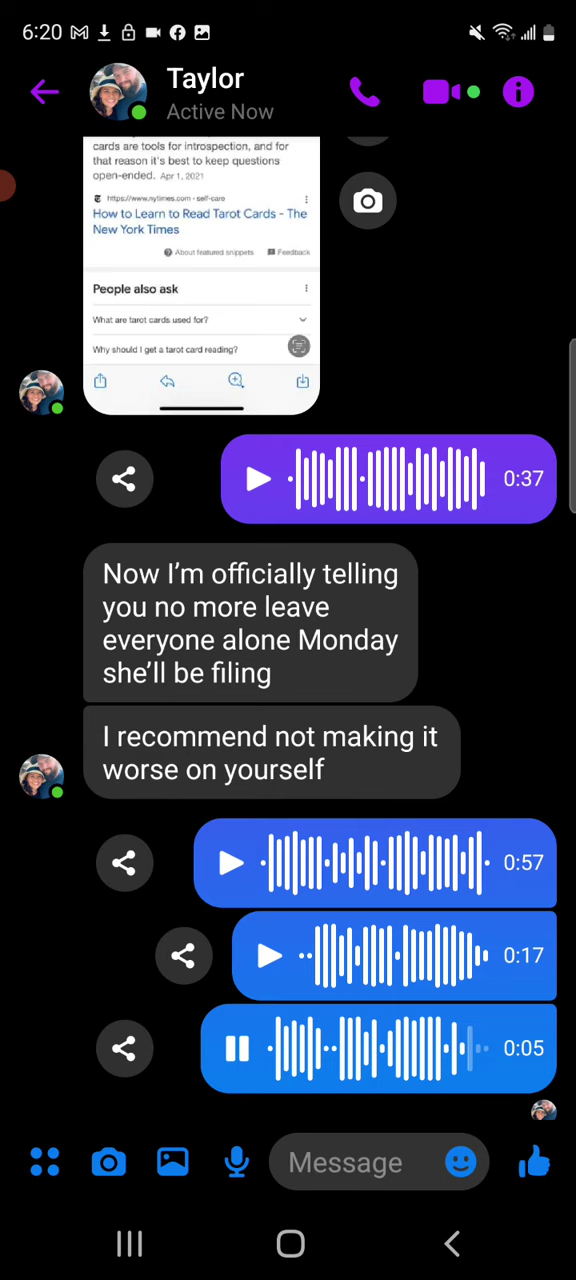 6:20
Taylor
Active Now
cards are tools for introspection, and for
that reason it's best to keep questions
open-ended. Apr 1, 2021
https://www.nytimes.com › self-care
How to Learn to Read Tarot Cards - The
New York Times
About featured snippets Feedback
People also ask
What are tarot cards used for?
Why should I get a tarot card reading?
0:37
Now I'm officially telling
you no more leave
everyone alone Monday
she'll be filing
I recommend not making it
worse on yourself
0:57
0:17
0:05
Message